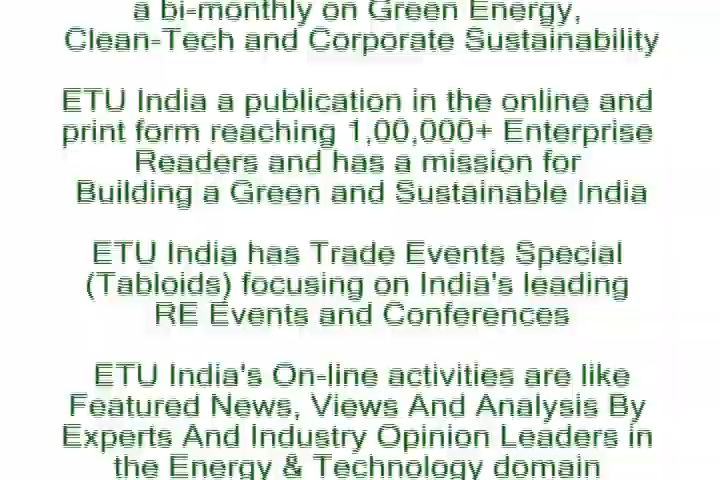 a bi-monthly on Green Energy,
Clean-Tech and Corporate Sustainability
ETU India a publication in the online and
print form reaching 1,00,000+ Enterprise
Readers and has a mission for
Building a Green and Sustainable India
ETU India has Trade Events Special
(Tabloids) focusing on India's leading
RE Events and Conferences
ETU India's On-line activities are like
Featured News, Views And Analysis By
Experts And Industry Opinion Leaders in
the Energy & Technology domain